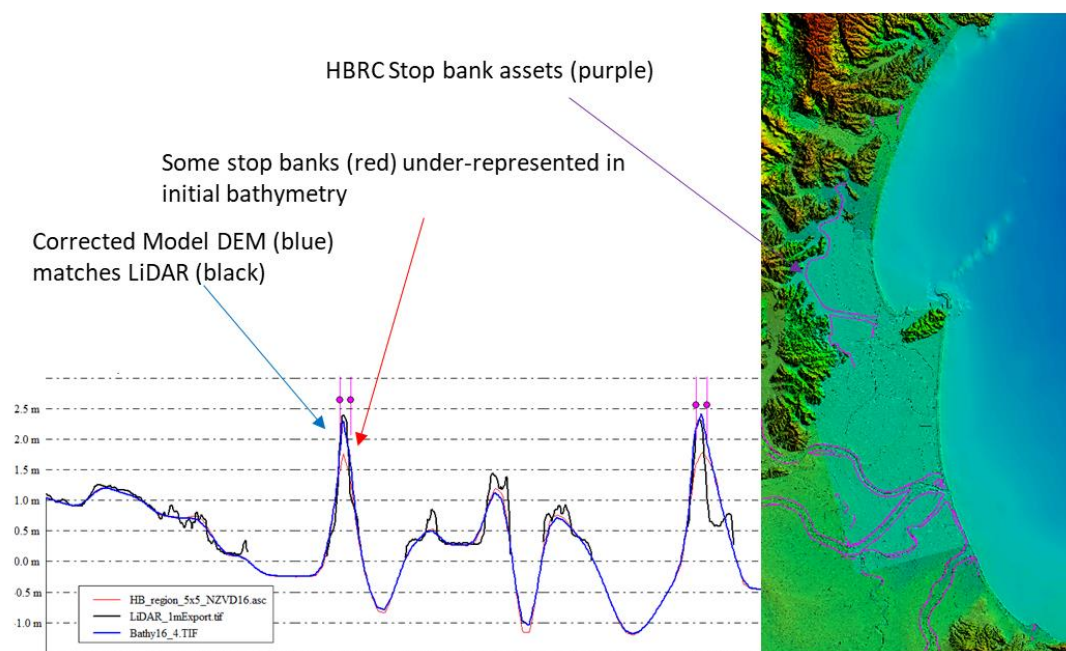 HBRC Stop bank assets (purple)
Some stop banks (red) under-represented in
initial bathymetry
Corrected Model DEM (blue)
matches LiDAR (black)
2.5 m
2.0 m
1.5 m
1.0 m
0.5 m
0.0 m
-0.5 m
-1.0 m
HB_region_5x5_NZVD16.asc
LiDAR_1mExport.tif
Bathy16_4.TIF